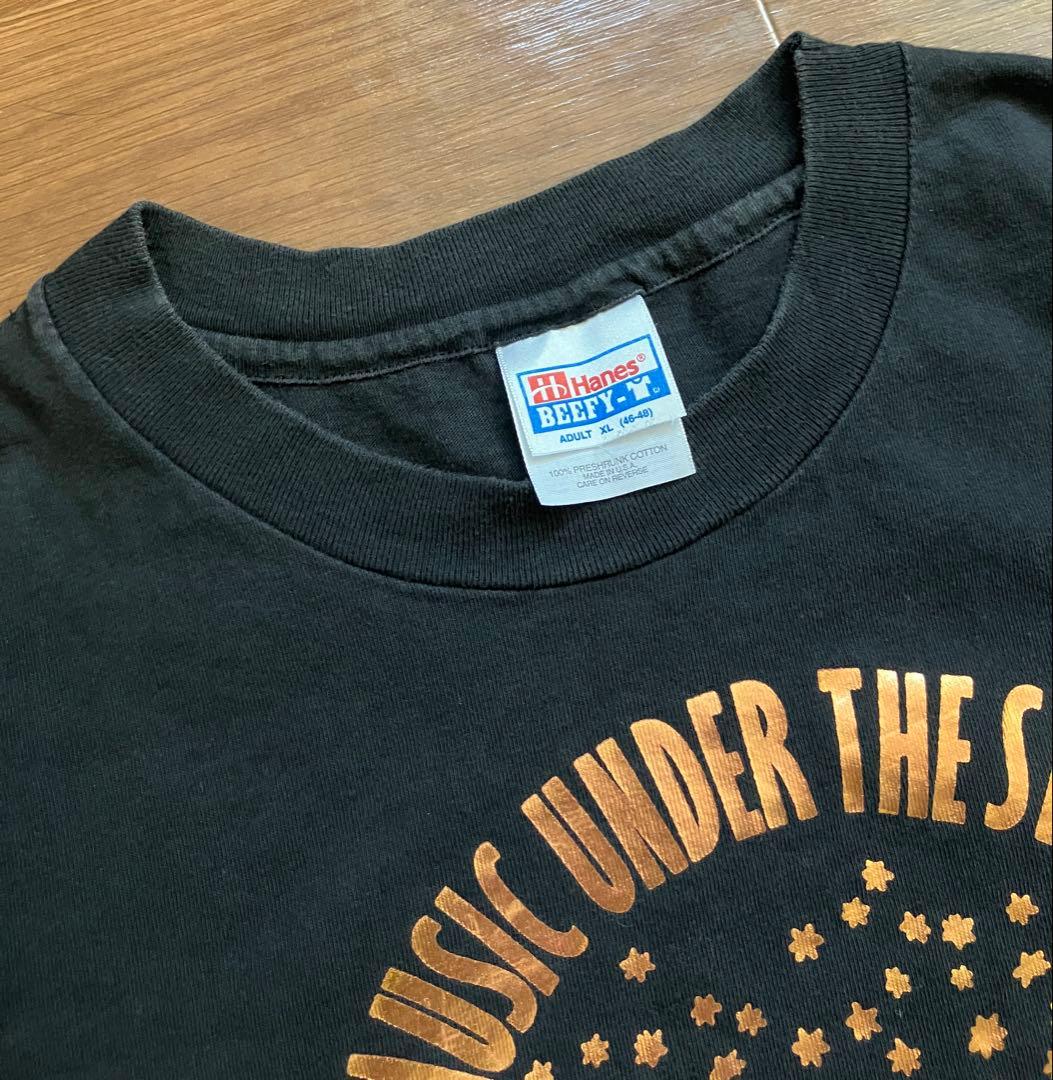 Hanes®
BEEFY-T
ADULT XL (46-48)
100% PRESHRUNK COTTON
MADE IN U.S.A.
CARE ON REVERSE
MUSIC UNDER THE S